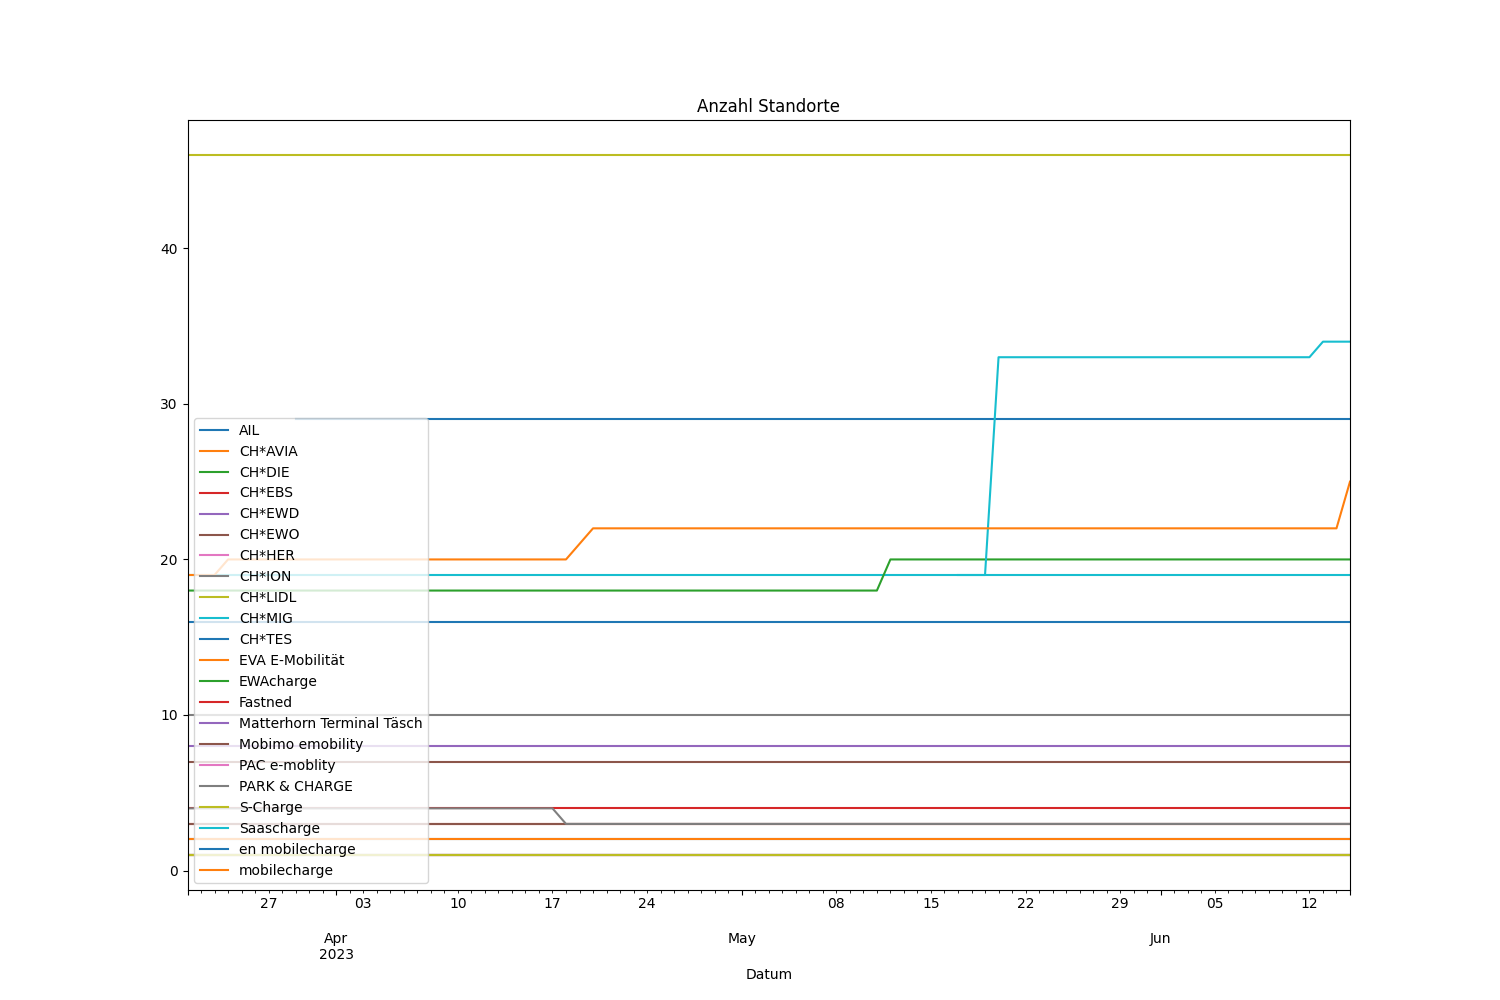 Anzahl Standorte
40
30
20
10
0
AIL
CH*AVIA
CH*DIE
CH*EBS
CH*EWD
CH*EWO
CH*HER
CH*ION
CH*LIDL
CH*MIG
CH*TES
EVA E-Mobilität
EWAcharge
Fastned
Matterhorn Terminal Täsch
Mobimo emobility
PAC e-moblity
PARK & CHARGE
S-Charge
Saascharge
en mobilecharge
mobilecharge
27 03 10 17 24 08 15 22 29 05 12
Apr May Jun
2023
Datum